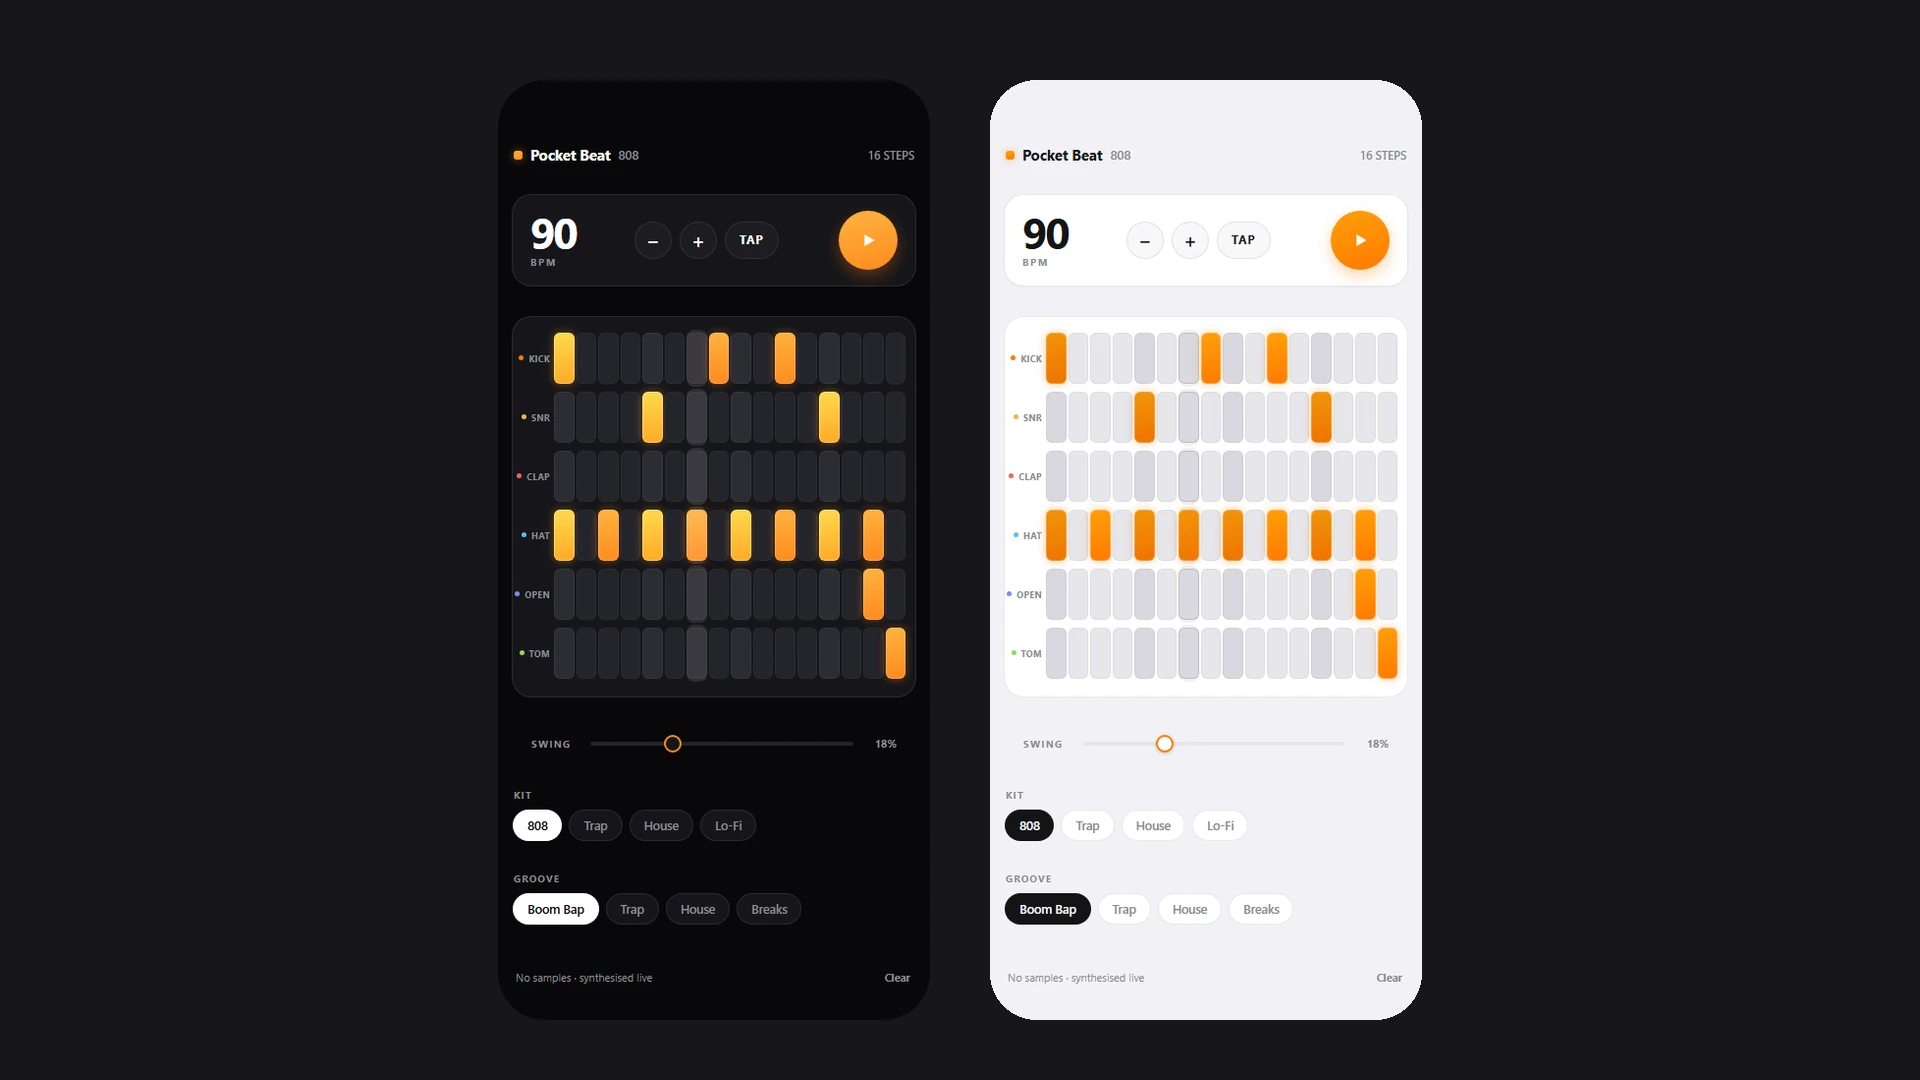 Pocket Beat 808 16 STEPS
90 − + TAP
BPM
KICK
SNR
CLAP
HAT
OPEN
TOM
SWING 18%
KIT
808 Trap House Lo-Fi
GROOVE
Boom Bap Trap House Breaks
No samples · synthesised live Clear
Pocket Beat 808 16 STEPS
90 − + TAP
BPM
KICK
SNR
CLAP
HAT
OPEN
TOM
SWING 18%
KIT
808 Trap House Lo-Fi
GROOVE
Boom Bap Trap House Breaks
No samples · synthesised live Clear